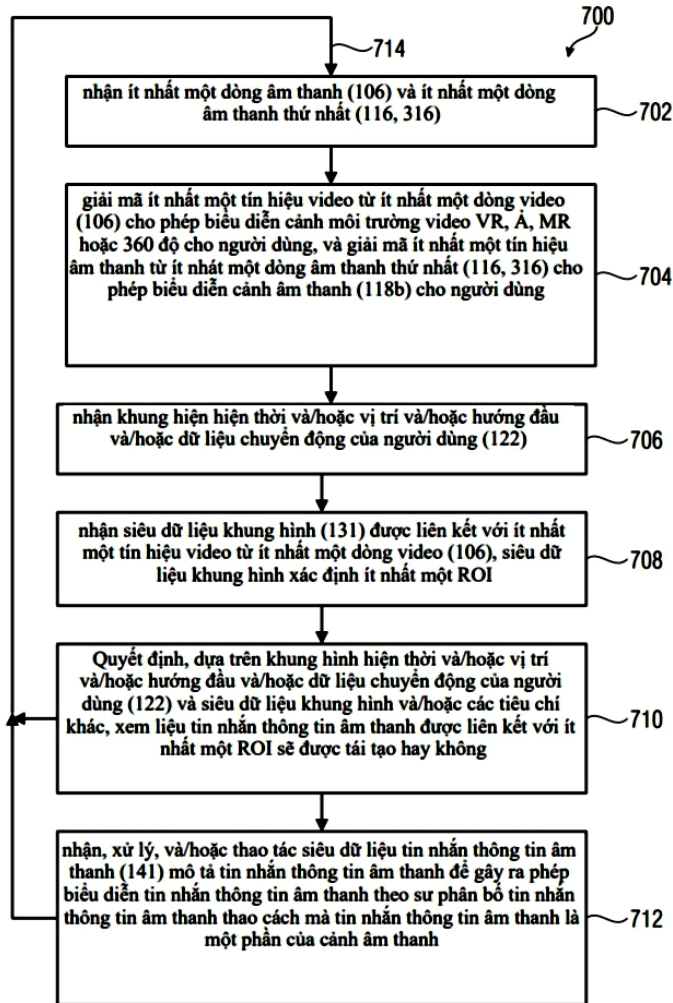 700
714
nhận ít nhất một dòng âm thanh (106) và ít nhất một dòng
âm thanh thứ nhất (116, 316)
702
giải mã ít nhất một tín hiệu video từ ít nhất một dòng video
(106) cho phép biểu diễn cảnh môi trường video VR, Ả, MR
hoặc 360 độ cho người dùng, và giải mã ít nhất một tín hiệu
âm thanh từ ít nhát một dòng âm thanh thứ nhất (116, 316) cho
phép biểu diễn cảnh âm thanh (118b) cho người dùng
704
nhận khung hiện hiện thời và/hoặc vị trí và/hoặc hướng đầu
và/hoặc dữ liệu chuyển động của người dùng (122)
706
nhận siêu dữ liệu khung hình (131) được liên kết với ít nhất
một tín hiệu video từ ít nhất một dòng video (106), siêu dữ
liệu khung hình xác định ít nhất một ROI
708
Quyết định, dựa trên khung hình hiện thời và/hoặc vị trí
và/hoặc hướng đầu và/hoặc dữ liệu chuyển động của người
dùng (122) và siêu dữ liệu khung hình và/hoặc các tiêu chí
khác, xem liệu tin nhắn thông tin âm thanh được liên kết với ít
nhất một ROI sẽ được tái tạo hay không
710
nhận, xử lý, và/hoặc thao tác siêu dữ liệu tin nhắn thông tin âm
thanh (141) mô tả tin nhắn thông tin âm thanh để gây ra phép
biểu diễn tin nhắn thông tin âm thanh theo sư phân bố tin nhắn
thông tin âm thanh thao cách mà tin nhắn thông tin âm thanh là
một phần của cảnh âm thanh
712